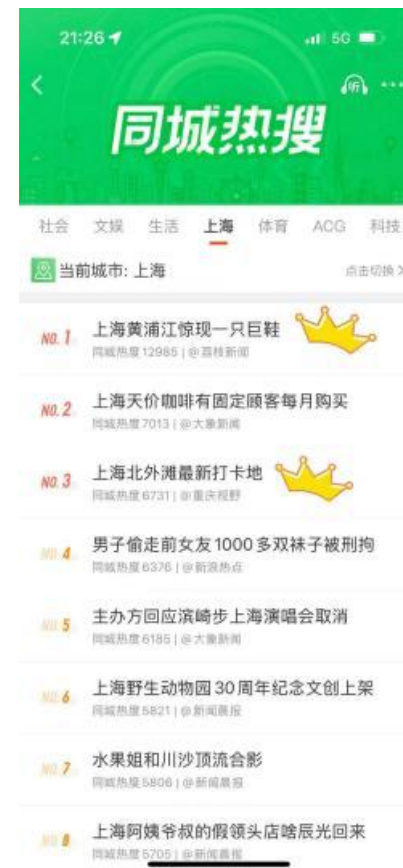 21:26
5G
听
同城热搜
社会 文娱 生活 上海 体育 ACG 科技
当前城市: 上海
点击切换
NO. 1 上海黄浦江惊现一只巨鞋
同城热度12985 | @荔枝新闻
NO. 2 上海天价咖啡有固定顾客每月购买
同城热度7013 | @大象新闻
NO. 3 上海北外滩最新打卡地
同城热度6731 | @重庆视野
NO. 4 男子偷走前女友1000多双袜子被刑拘
同城热度6376 | @新浪热点
NO. 5 主办方回应滨崎步上海演唱会取消
同城热度6185 | @大象新闻
NO. 6 上海野生动物园30周年纪念文创上架
同城热度5821 | @新闻晨报
NO. 7 水果姐和川沙顶流合影
同城热度5806 | @新闻晨报
NO. 8 上海阿姨爷叔的假领头店啥辰光回来
同城热度5705 | @新闻晨报